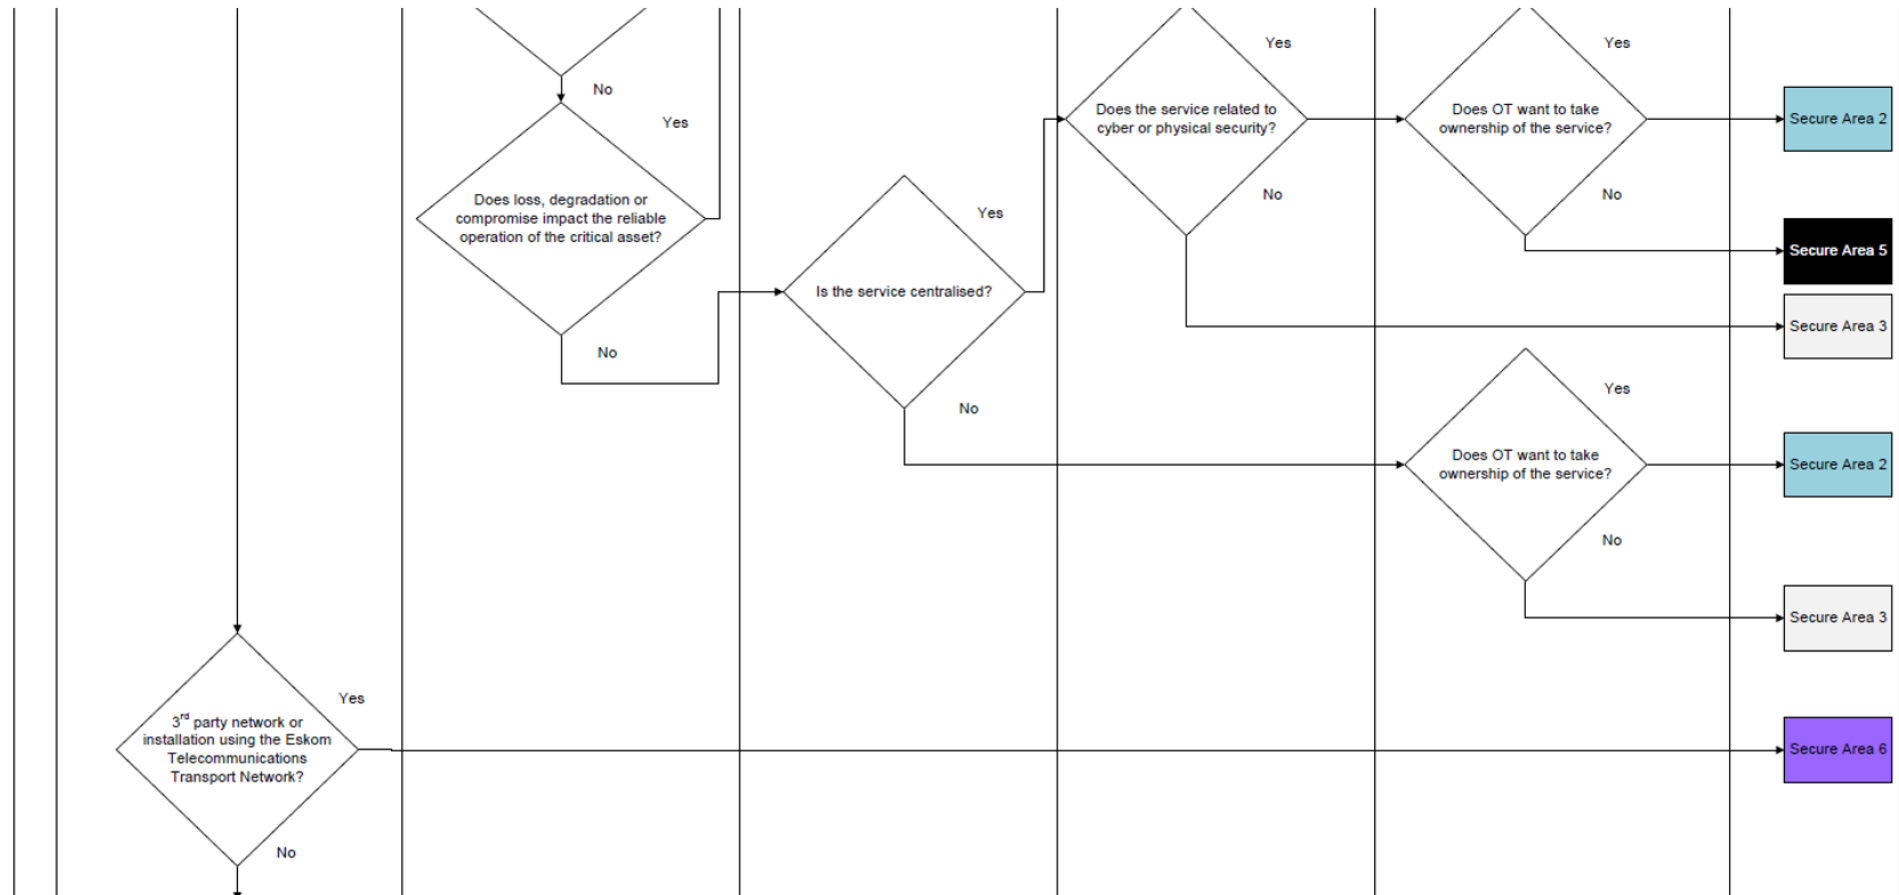 Yes
Yes
No
Yes
Does the service related to
cyber or physical security?
Does OT want to take
ownership of the service?
Secure Area 2
No
No
Does loss, degradation or
compromise impact the reliable
operation of the critical asset?
Yes
Secure Area 5
Is the service centralised?
Secure Area 3
No
Yes
No
Does OT want to take
ownership of the service?
Secure Area 2
No
Secure Area 3
Yes
3rd party network or
installation using the Eskom
Telecommunications
Transport Network?
Secure Area 6
No